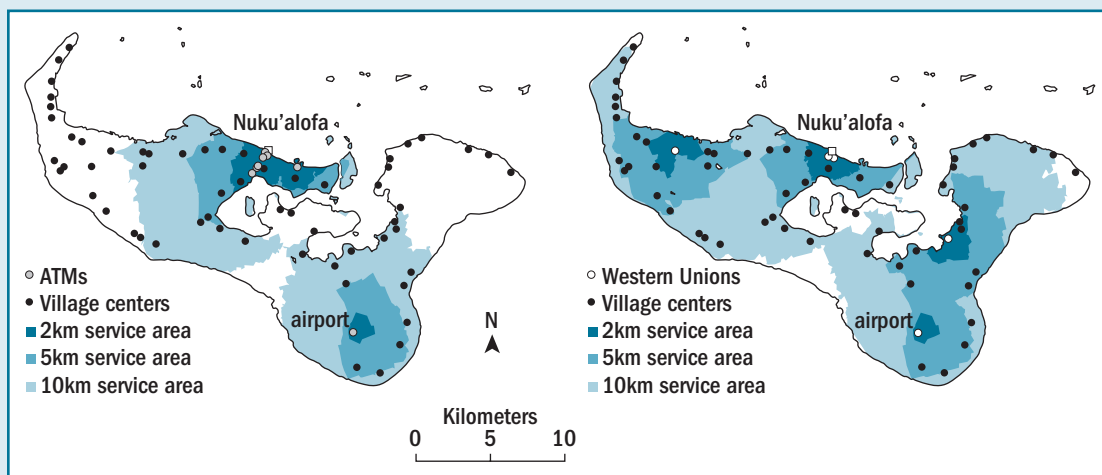 Nuku'alofa
ATMs
Village centers
2km service area
5km service area
10km service area
airport
N
Kilometers
0 5 10
Nuku'alofa
Western Unions
Village centers
2km service area
5km service area
10km service area
airport